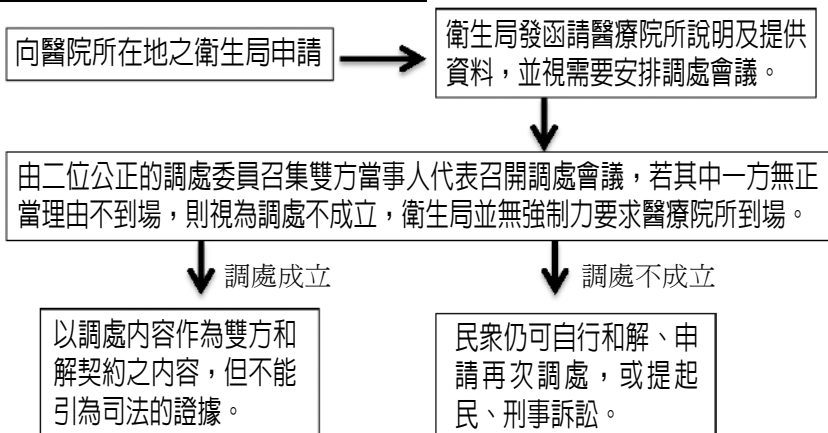 向醫院所在地之衛生局申請
衛生局發函請醫療院所說明及提供
資料，並視需要安排調處會議。
由二位公正的調處委員召集雙方當事人代表召開調處會議，若其中一方無正
當理由不到場，則視為調處不成立，衛生局並無強制力要求醫療院所到場。
調處成立
調處不成立
以調處內容作為雙方和
解契約之內容，但不能
引為司法的證據。
民眾仍可自行和解、申
請再次調處，或提起
民、刑事訴訟。